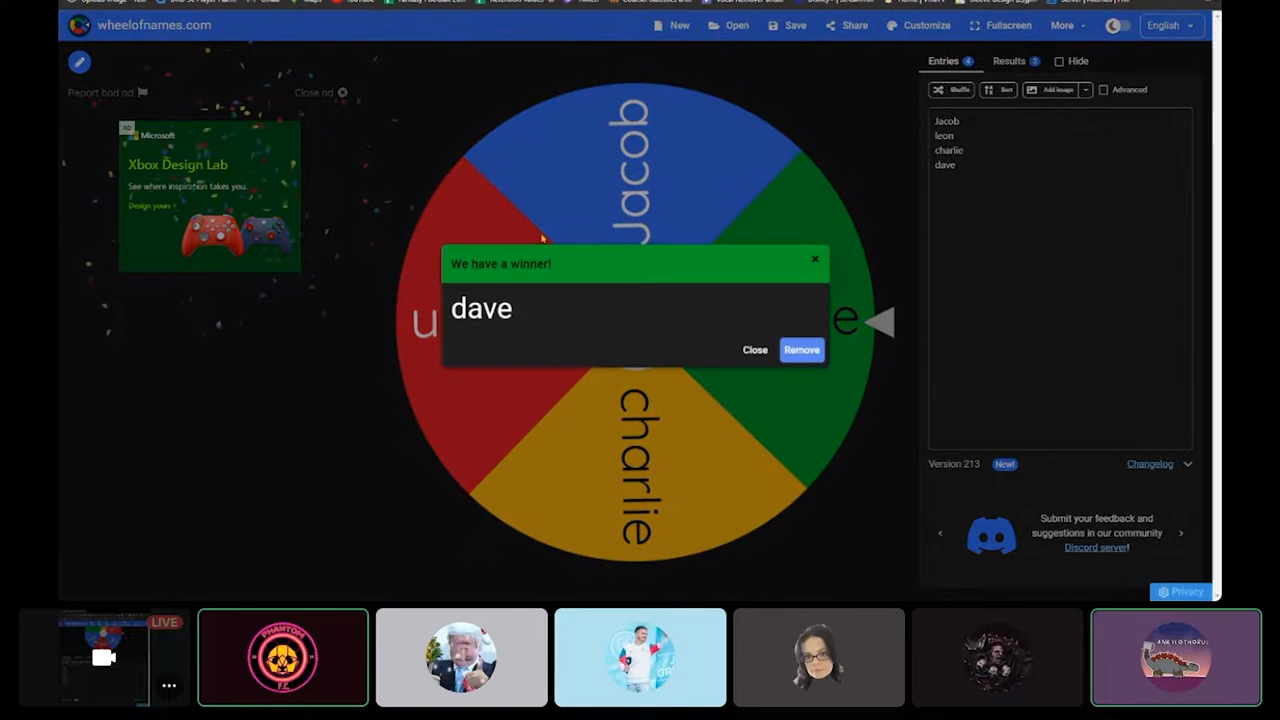 wheelofnames.com
New
Open
Save
Share
Customize
Fullscreen
More
English
Report bad ad
Close ad
AD
Microsoft
Xbox Design Lab
See where inspiration takes you.
Design yours >
Jacob
charlie
u
e
We have a winner!
×
dave
Close
Remove
Entries 4
Results 3
Hide
Shuffle
Sort
Add image
Advanced
Jacob
leon
charlie
dave
Version 213
New!
Changelog
Submit your feedback and
suggestions in our community
Discord server!
Privacy
LIVE
PHANTOM
F.C.
ANKYLOTHORUL